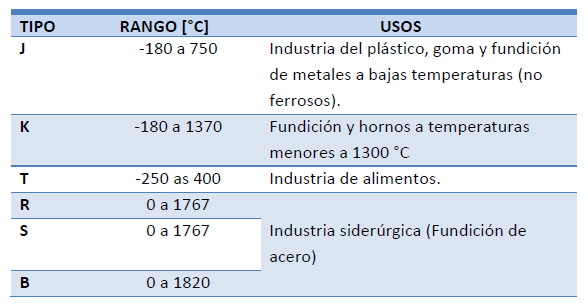 TIPO RANGO [°C] USOS
J -180 a 750 Industria del plástico, goma y fundición
de metales a bajas temperaturas (no
ferrosos).
K -180 a 1370 Fundición y hornos a temperaturas
menores a 1300 °C
T -250 as 400 Industria de alimentos.
R 0 a 1767
S 0 a 1767 Industria siderúrgica (Fundición de
acero)
B 0 a 1820